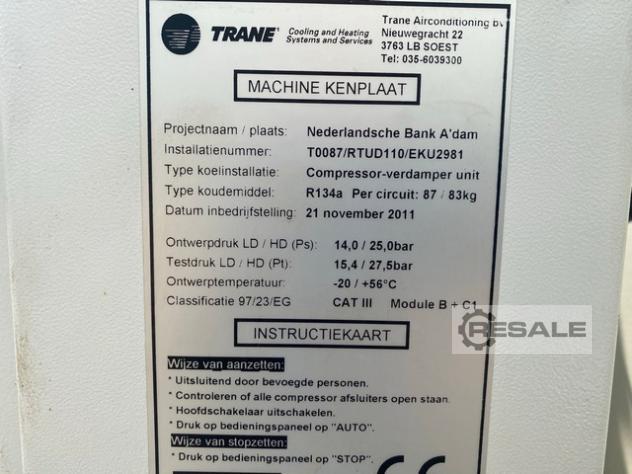 TRANE Cooling and Heating Systems and Services
Trane Airconditioning bv
Nieuwegracht 22
3763 LB SOEST
Tel: 035-6039300
MACHINE KENPLAAT
Projectnaam / plaats: Nederlandsche Bank A'dam
Installatienummer: T0087/RTUD110/EKU2981
Type koelinstallatie: Compressor-verdamper unit
Type koudemiddel: R134a Per circuit: 87 / 83kg
Datum inbedrijfstelling: 21 november 2011
Ontwerpdruk LD / HD (Ps): 14,0 / 25,0bar
Testdruk LD / HD (Pt): 15,4 / 27,5bar
Ontwerptemperatuur: -20 / +56°C
Classificatie 97/23/EG CAT III Module B + C1
RESALE
INSTRUCTIEKAART
Wijze van aanzetten:
* Uitsluitend door bevoegde personen.
* Controleren of alle compressor afsluiters open staan.
* Hoofdschakelaar uitschakelen.
* Druk op bedieningspaneel op "AUTO".
Wijze van stopzetten:
* Druk op bedieningspaneel op "STOP".
CE